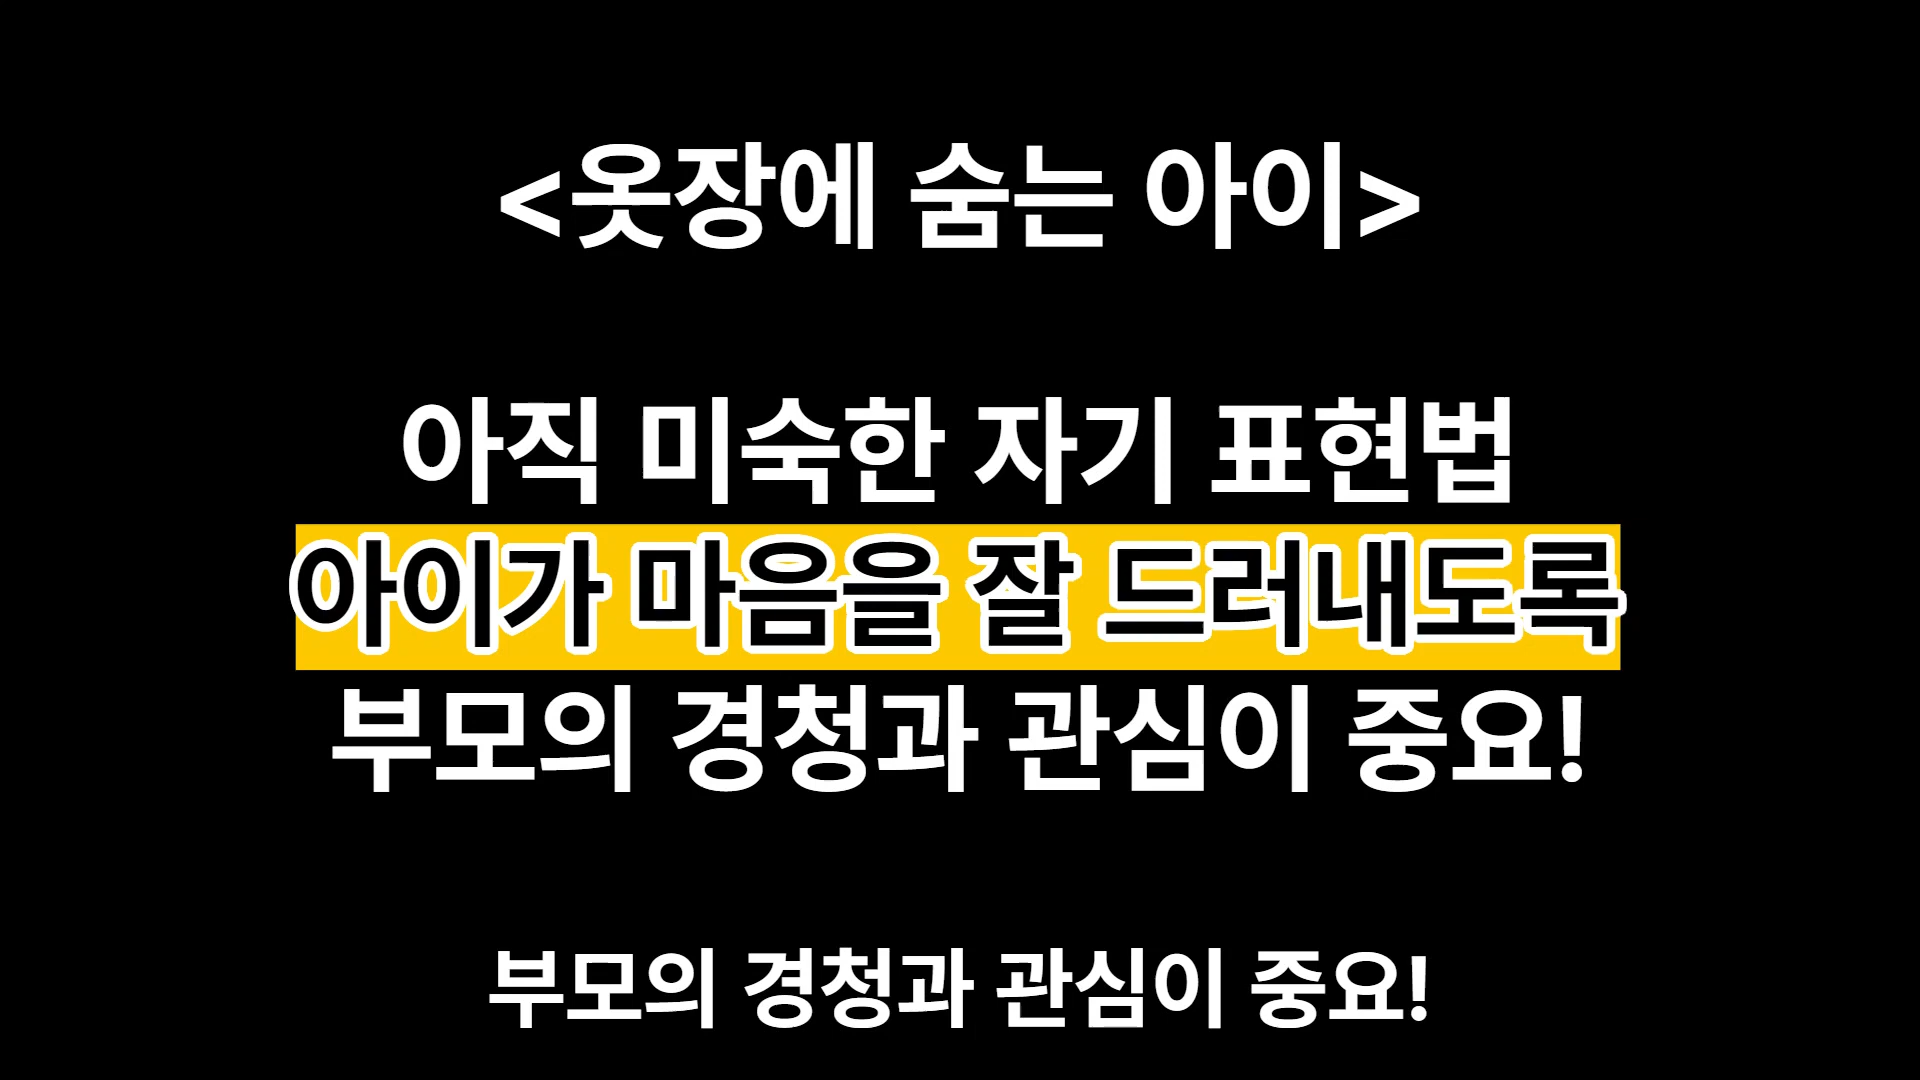 <옷장에 숨는 아이>
아직 미숙한 자기 표현법
아이가 마음을 잘 드러내도록
부모의 경청과 관심이 중요!
부모의 경청과 관심이 중요!